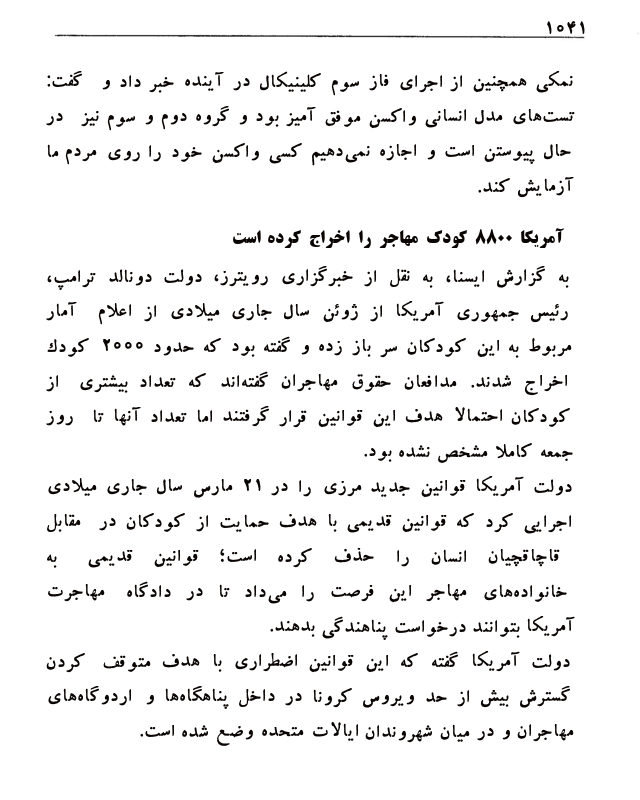 ۱۰۴۱
نمکی همچنین از اجرای فاز سوم کلینیکال در آینده خبر داد و گفت:
تست‌های مدل انسانی واکسن موفق آمیز بود و گروه دوم و سوم نیز در
حال پیوستن است و اجازه نمی‌دهیم کسی واکسن خود را روی مردم ما
آزمایش کند.
آمریکا ۸۸۰۰ کودک مهاجر را اخراج کرده است
به گزارش ایسنا، به نقل از خبرگزاری رویترز، دولت دونالد ترامپ،
رئیس جمهوری آمریکا از ژوئن سال جاری میلادی از اعلام آمار
مربوط به این کودکان سر باز زده و گفته بود که حدود ۲۰۰۰ کودك
اخراج شدند. مدافعان حقوق مهاجران گفته‌اند که تعداد بیشتری از
کودکان احتمالا هدف این قوانین قرار گرفتند اما تعداد آنها تا روز
جمعه کاملا مشخص نشده بود.
دولت آمریکا قوانین جدید مرزی را در ۲۱ مارس سال جاری میلادی
اجرایی کرد که قوانین قدیمی با هدف حمایت از کودکان در مقابل
قاچاقچیان انسان را حذف کرده است؛ قوانین قدیمی به
خانواده‌های مهاجر این فرصت را می‌داد تا در دادگاه مهاجرت
آمریکا بتوانند درخواست پناهندگی بدهند.
دولت آمریکا گفته که این قوانین اضطراری با هدف متوقف کردن
گسترش بیش از حد ویروس کرونا در داخل پناهگاه‌ها و اردوگاه‌های
مهاجران و در میان شهروندان ایالات متحده وضع شده است.